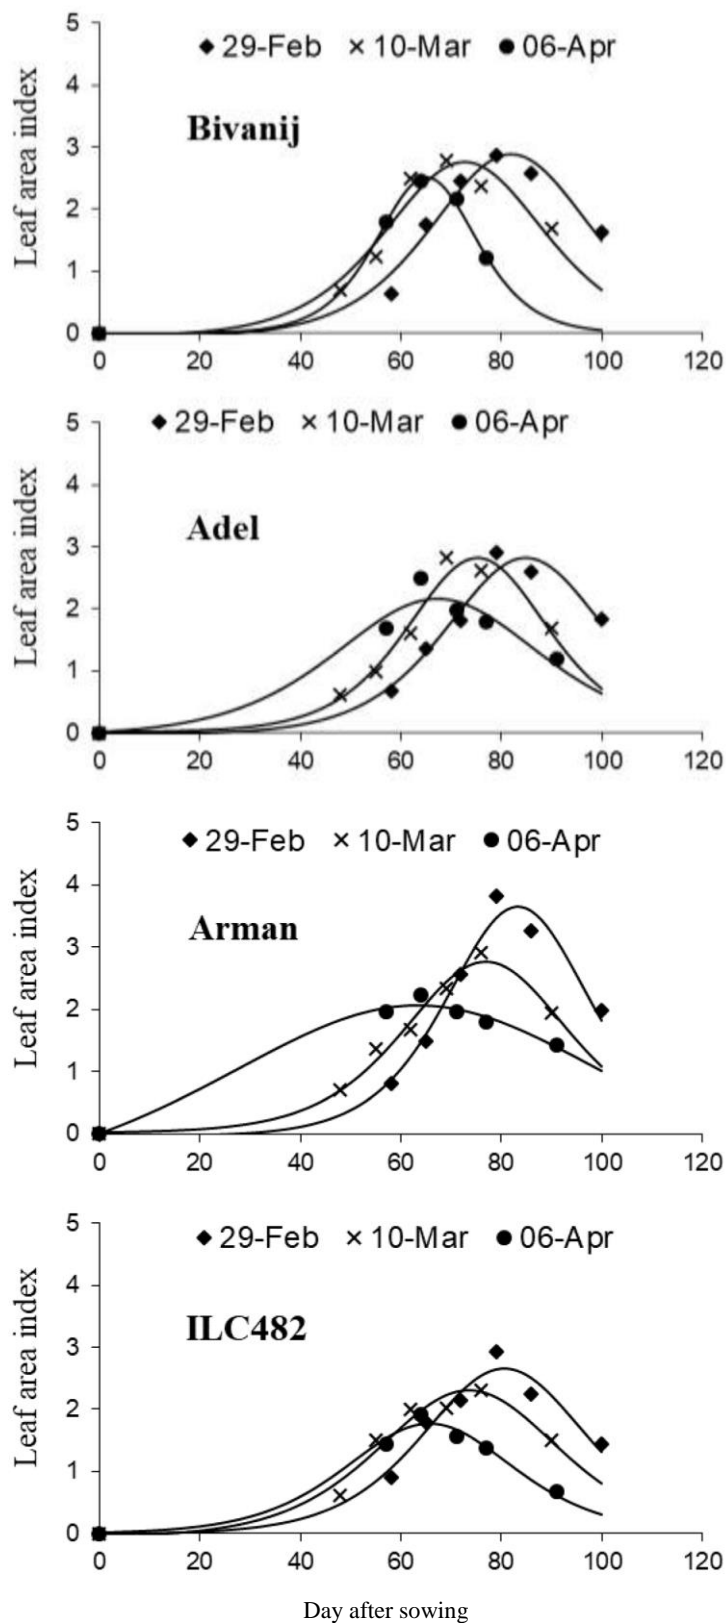 5
◆ 29-Feb × 10-Mar ● 06-Apr
4
Bivanij
3
2
1
0
Leaf area index
0 20 40 60 80 100 120
5
◆ 29-Feb × 10-Mar ● 06-Apr
4
Adel
3
2
1
0
Leaf area index
0 20 40 60 80 100 120
5
◆ 29-Feb × 10-Mar ● 06-Apr
4
Arman
3
2
1
0
Leaf area index
0 20 40 60 80 100 120
5
◆ 29-Feb × 10-Mar ● 06-Apr
4
ILC482
3
2
1
0
Leaf area index
0 20 40 60 80 100 120
Day after sowing